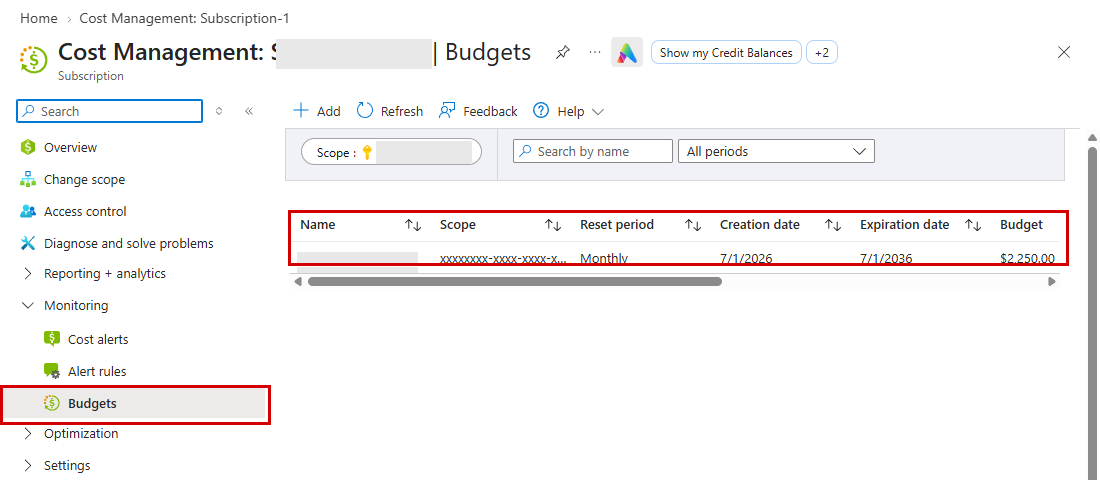 Home > Cost Management: Subscription-1
Cost Management: S | Budgets ... Show my Credit Balances +2
Subscription
Search
Overview
Change scope
Access control
Diagnose and solve problems
Reporting + analytics
Monitoring
Cost alerts
Alert rules
Budgets
Optimization
Settings
Add Refresh Feedback Help
Scope : Search by name All periods
Name Scope Reset period Creation date Expiration date Budget
xxxxxxxx-xxxx-xxxx-x... Monthly 7/1/2026 7/1/2036 $2,250.00